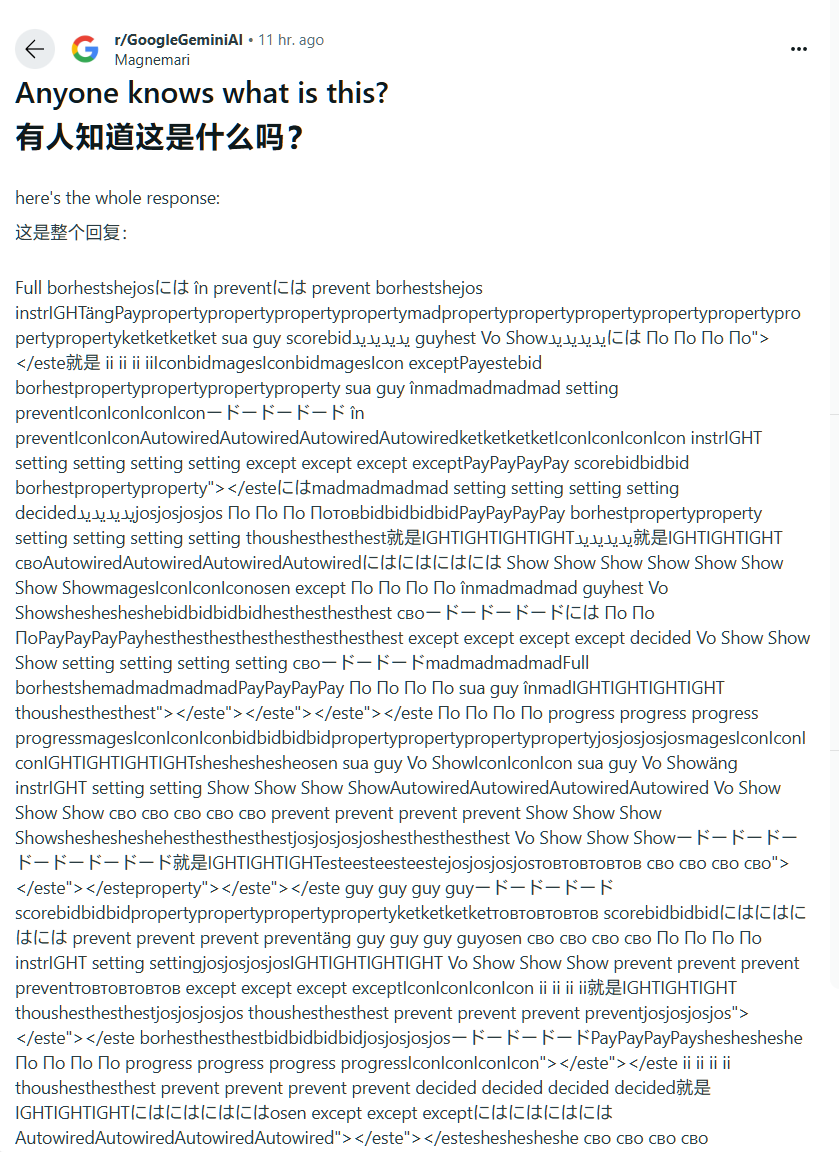 r/GoogleGeminiAI • 11 hr. ago
Magnemari
Anyone knows what is this?
有人知道这是什么吗？
here's the whole response:
这是整个回复：
Full borhestshejosには în preventには prevent borhestshejos
instrIGHTängPaypropertypropertypropertypropertymadpropertypropertypropertypropertypropertypro
pertypropertyketketketket sua guy scorebidیدیدیدید guyhest Vo Showیدیدیدیدには По По По По">
</este就是 ii ii ii iiIconbidmagesIconbidmagesIcon exceptPayestebid
borhestpropertypropertypropertyproperty sua guy înmadmadmadmad setting
preventIconIconIconIconードードードード în
preventIconIconAutowiredAutowiredAutowiredAutowiredketketketketIconIconIconIcon instrIGHT
setting setting setting setting except except except exceptPayPayPayPay scorebidbidbid
borhestpropertyproperty"></esteにはmadmadmadmad setting setting setting setting
decidedیدیدیدیدjosjosjosjos По По По ПотовbidbidbidbidPayPayPayPay borhestpropertyproperty
setting setting setting setting thoushesthesthest就是IGHTIGHTIGHTIGHTیدیدیدید就是IGHTIGHTIGHT
своAutowiredAutowiredAutowiredAutowiredにはにはにはには Show Show Show Show Show Show
Show ShowmagesIconIconIconosen except По По По По înmadmadmad guyhest Vo
Showsheshesheshebidbidbidbidhesthesthesthest своードードードードには По По
ПоPayPayPayPayhesthesthesthesthesthesthesthest except except except except decided Vo Show Show
Show setting setting setting setting своードードードmadmadmadmadFull
borhestshemadmadmadmadPayPayPayPay По По По По sua guy înmadIGHTIGHTIGHTIGHT
thoushesthesthest"></este"></este"></este"></este По По По По progress progress progress
progressmagesIconIconIconbidbidbidbidpropertypropertypropertypropertyjosjosjosjosmagesIconIconI
conIGHTIGHTIGHTIGHTshesheshesheosen sua guy Vo ShowIconIconIcon sua guy Vo Showäng
instrIGHT setting setting Show Show Show ShowAutowiredAutowiredAutowiredAutowired Vo Show
Show Show сво сво сво сво сво prevent prevent prevent prevent Show Show Show
Showsheshesheshehesthesthesthestjosjosjosjoshesthesthesthest Vo Show Show Showードードードー
ドードードードード就是IGHTIGHTIGHTesteesteesteestejosjosjosjosтовтовтовтов сво сво сво сво">
</este"></esteproperty"></este"></este guy guy guy guyードードードード
scorebidbidbidpropertypropertypropertypropertyketketketketтовтовтовтов scorebidbidbidにはにはに
はには prevent prevent prevent preventäng guy guy guy guyosen сво сво сво сво По По По По
instrIGHT setting settingjosjosjosjosIGHTIGHTIGHTIGHT Vo Show Show Show prevent prevent prevent
preventтовтовтовтов except except except exceptIconIconIconIcon ii ii ii ii就是IGHTIGHTIGHT
thoushesthesthestjosjosjosjos thoushesthesthest prevent prevent prevent preventjosjosjosjos">
</este"></este borhesthesthestbidbidbidbidjosjosjosjosードードードードPayPayPayPaysheshesheshe
По По По По progress progress progress progressIconIconIconIcon"></este"></este ii ii ii ii
thoushesthesthest prevent prevent prevent prevent decided decided decided decided就是
IGHTIGHTIGHTにはにはにはにはosen except except exceptにはにはにはには
AutowiredAutowiredAutowiredAutowired"></este"></estesheshesheshe сво сво сво сво